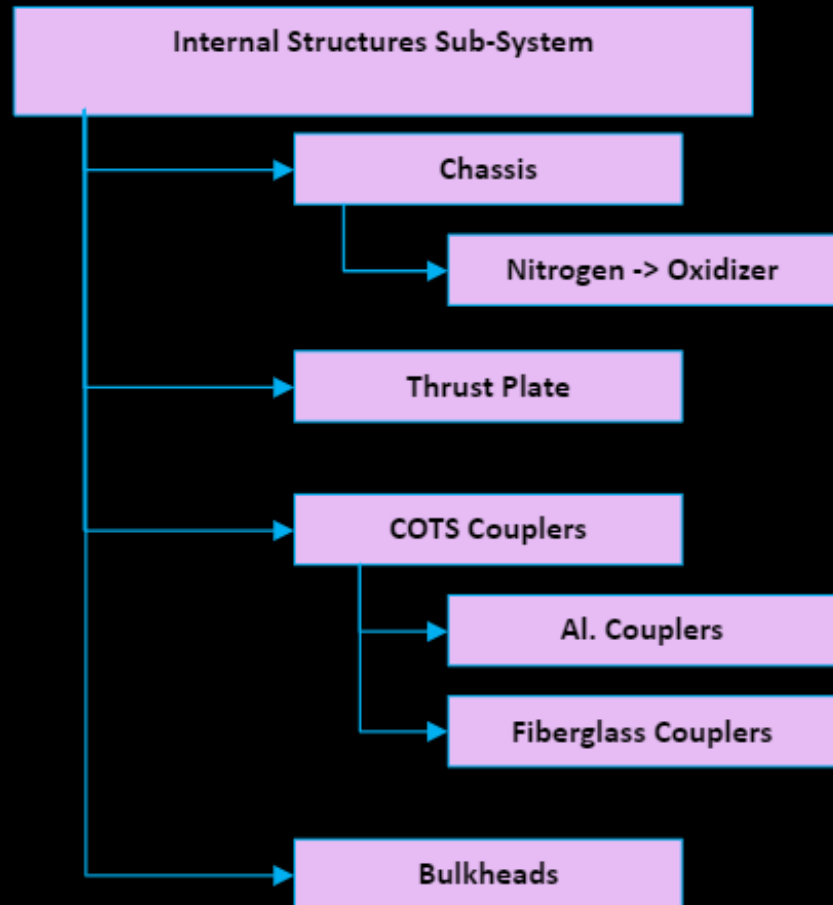 Internal Structures Sub-System
Chassis
Nitrogen -> Oxidizer
Thrust Plate
COTS Couplers
Al. Couplers
Fiberglass Couplers
Bulkheads